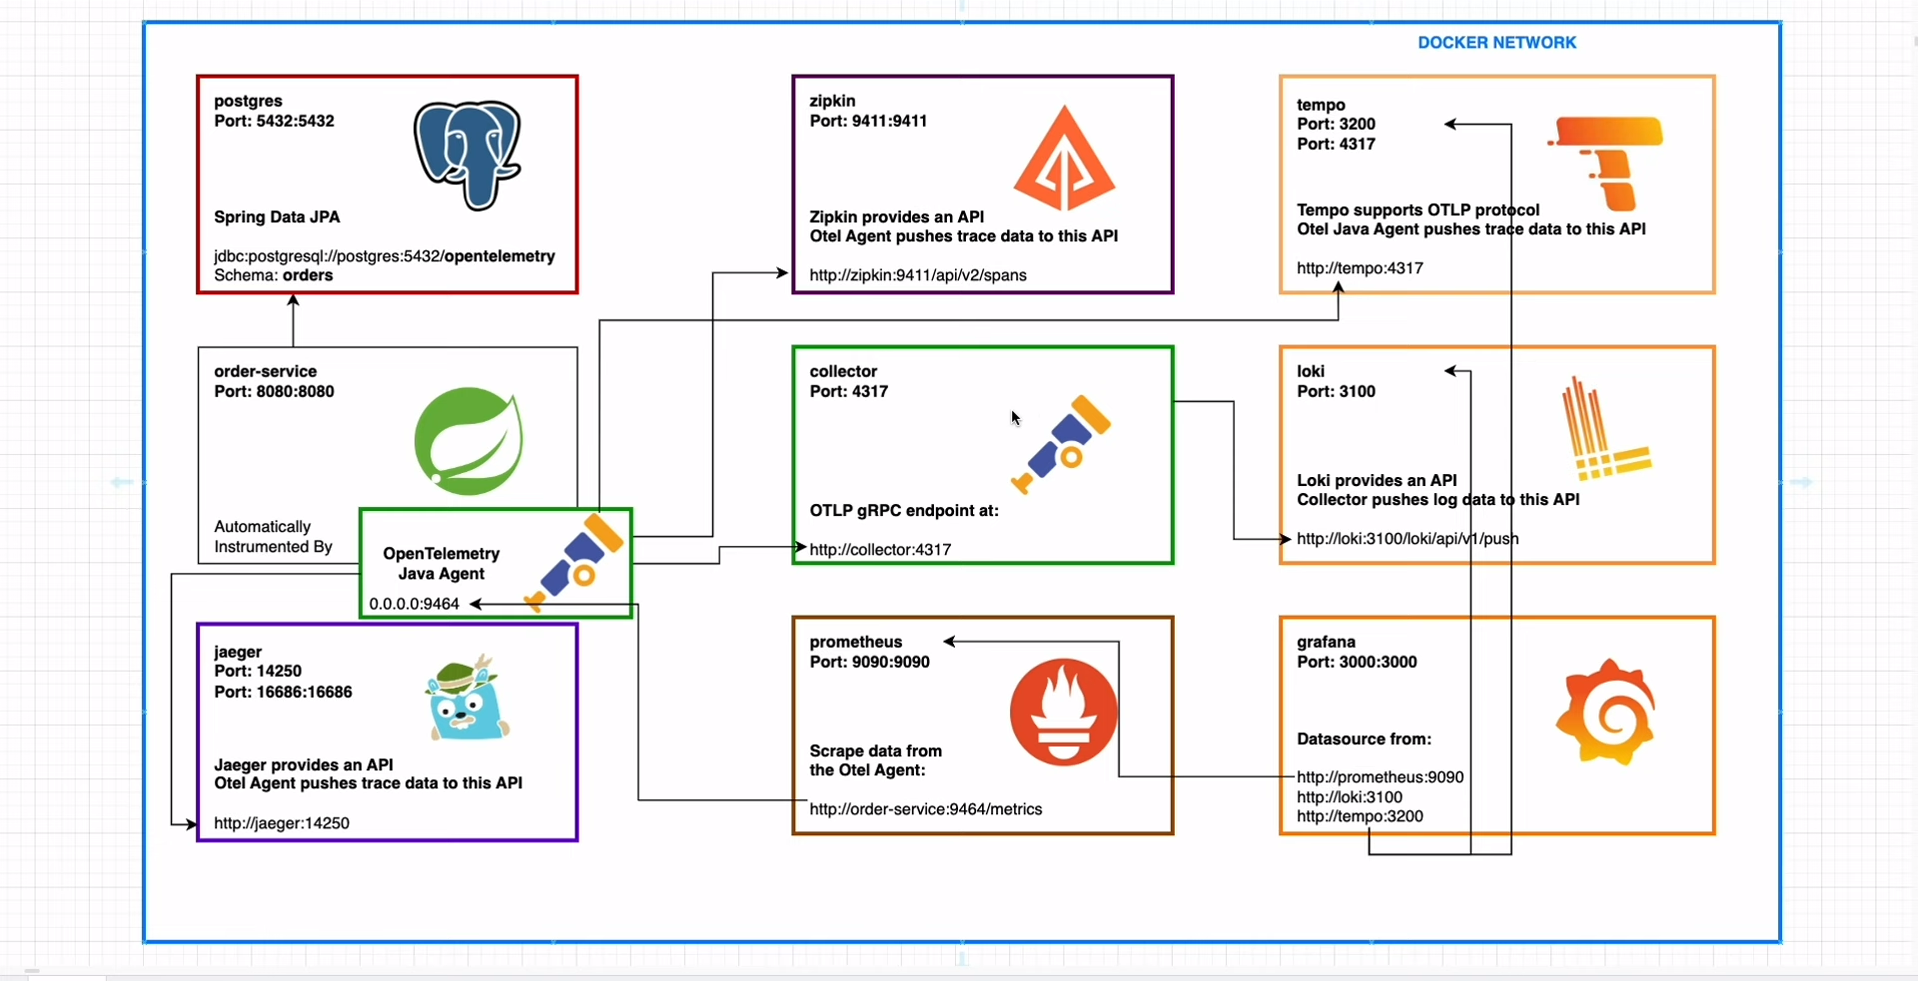 DOCKER NETWORK
postgres
Port: 5432:5432
Spring Data JPA
jdbc:postgresql://postgres:5432/opentelemetry
Schema: orders
zipkin
Port: 9411:9411
Zipkin provides an API
Otel Agent pushes trace data to this API
http://zipkin:9411/api/v2/spans
tempo
Port: 3200
Port: 4317
Tempo supports OTLP protocol
Otel Java Agent pushes trace data to this API
http://tempo:4317
order-service
Port: 8080:8080
Automatically
Instrumented By
OpenTelemetry
Java Agent
0.0.0.0:9464
collector
Port: 4317
OTLP gRPC endpoint at:
http://collector:4317
loki
Port: 3100
Loki provides an API
Collector pushes log data to this API
http://loki:3100/loki/api/v1/push
jaeger
Port: 14250
Port: 16686:16686
Jaeger provides an API
Otel Agent pushes trace data to this API
http://jaeger:14250
prometheus
Port: 9090:9090
Scrape data from
the Otel Agent:
http://order-service:9464/metrics
grafana
Port: 3000:3000
Datasource from:
http://prometheus:9090
http://loki:3100
http://tempo:3200